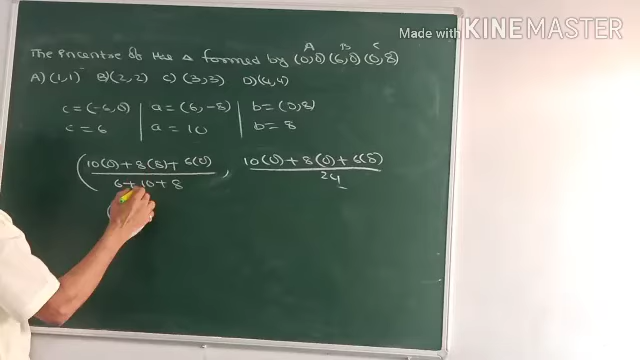 Made with KINEMASTER
The Incentre of the Δ formed by A(0,0) B(6,0) C(0,8)
A) (1,1) B) (2,2) C) (3,3) D) (4,4)
c = (-6,0) | a = (6,-8) | b = (0,8)
c = 6 | a = 10 | b = 8
( 10(0) + 8(8) + 6(0) / 6 + 10 + 8 , 10(0) + 8(0) + 6(8) / 24